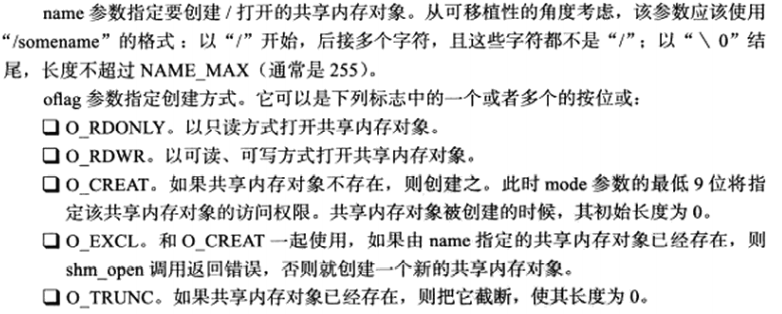 name 参数指定要创建 / 打开的共享内存对象。从可移植性的角度考虑，该参数应该使用
“/somename”的格式：以“/”开始，后接多个字符，且这些字符都不是“/”；以“\ 0”结
尾，长度不超过 NAME_MAX（通常是 255）。
oflag 参数指定创建方式。它可以是下列标志中的一个或者多个的按位或：
❑ O_RDONLY。以只读方式打开共享内存对象。
❑ O_RDWR。以可读、可写方式打开共享内存对象。
❑ O_CREAT。如果共享内存对象不存在，则创建之。此时 mode 参数的最低 9 位将指
定该共享内存对象的访问权限。共享内存对象被创建的时候，其初始长度为 0。
❑ O_EXCL。和 O_CREAT 一起使用，如果由 name 指定的共享内存对象已经存在，则
shm_open 调用返回错误，否则就创建一个新的共享内存对象。
❑ O_TRUNC。如果共享内存对象已经存在，则把它截断，使其长度为 0。